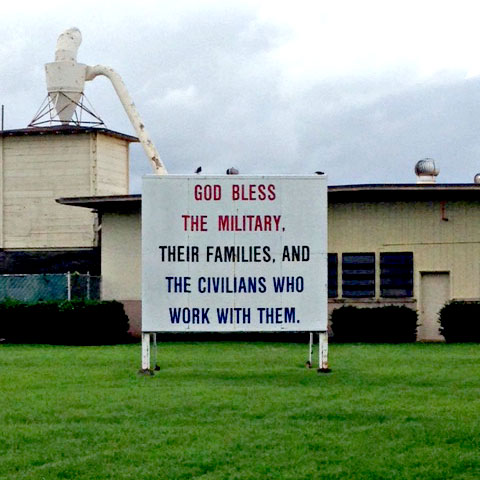 GOD BLESS
THE MILITARY,
THEIR FAMILIES, AND
THE CIVILIANS WHO
WORK WITH THEM.